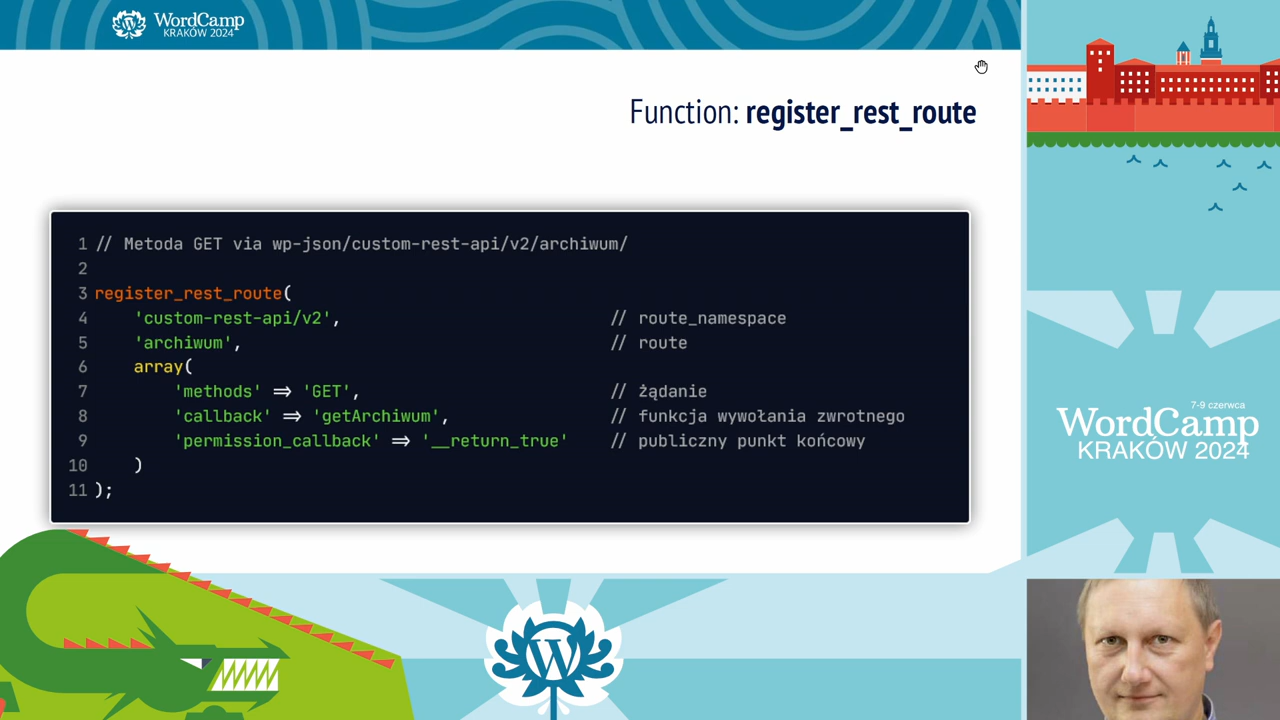 WordCamp
KRAKÓW 2024
Function: register_rest_route
1 // Metoda GET via wp-json/custom-rest-api/v2/archiwum/
2
3 register_rest_route(
4 'custom-rest-api/v2', // route_namespace
5 'archiwum', // route
6 array(
7 'methods' => 'GET', // żądanie
8 'callback' => 'getArchiwum', // funkcja wywołania zwrotnego
9 'permission_callback' => '__return_true' // publiczny punkt końcowy
10 )
11 );
7-9 czerwca
WordCamp
KRAKÓW 2024
W